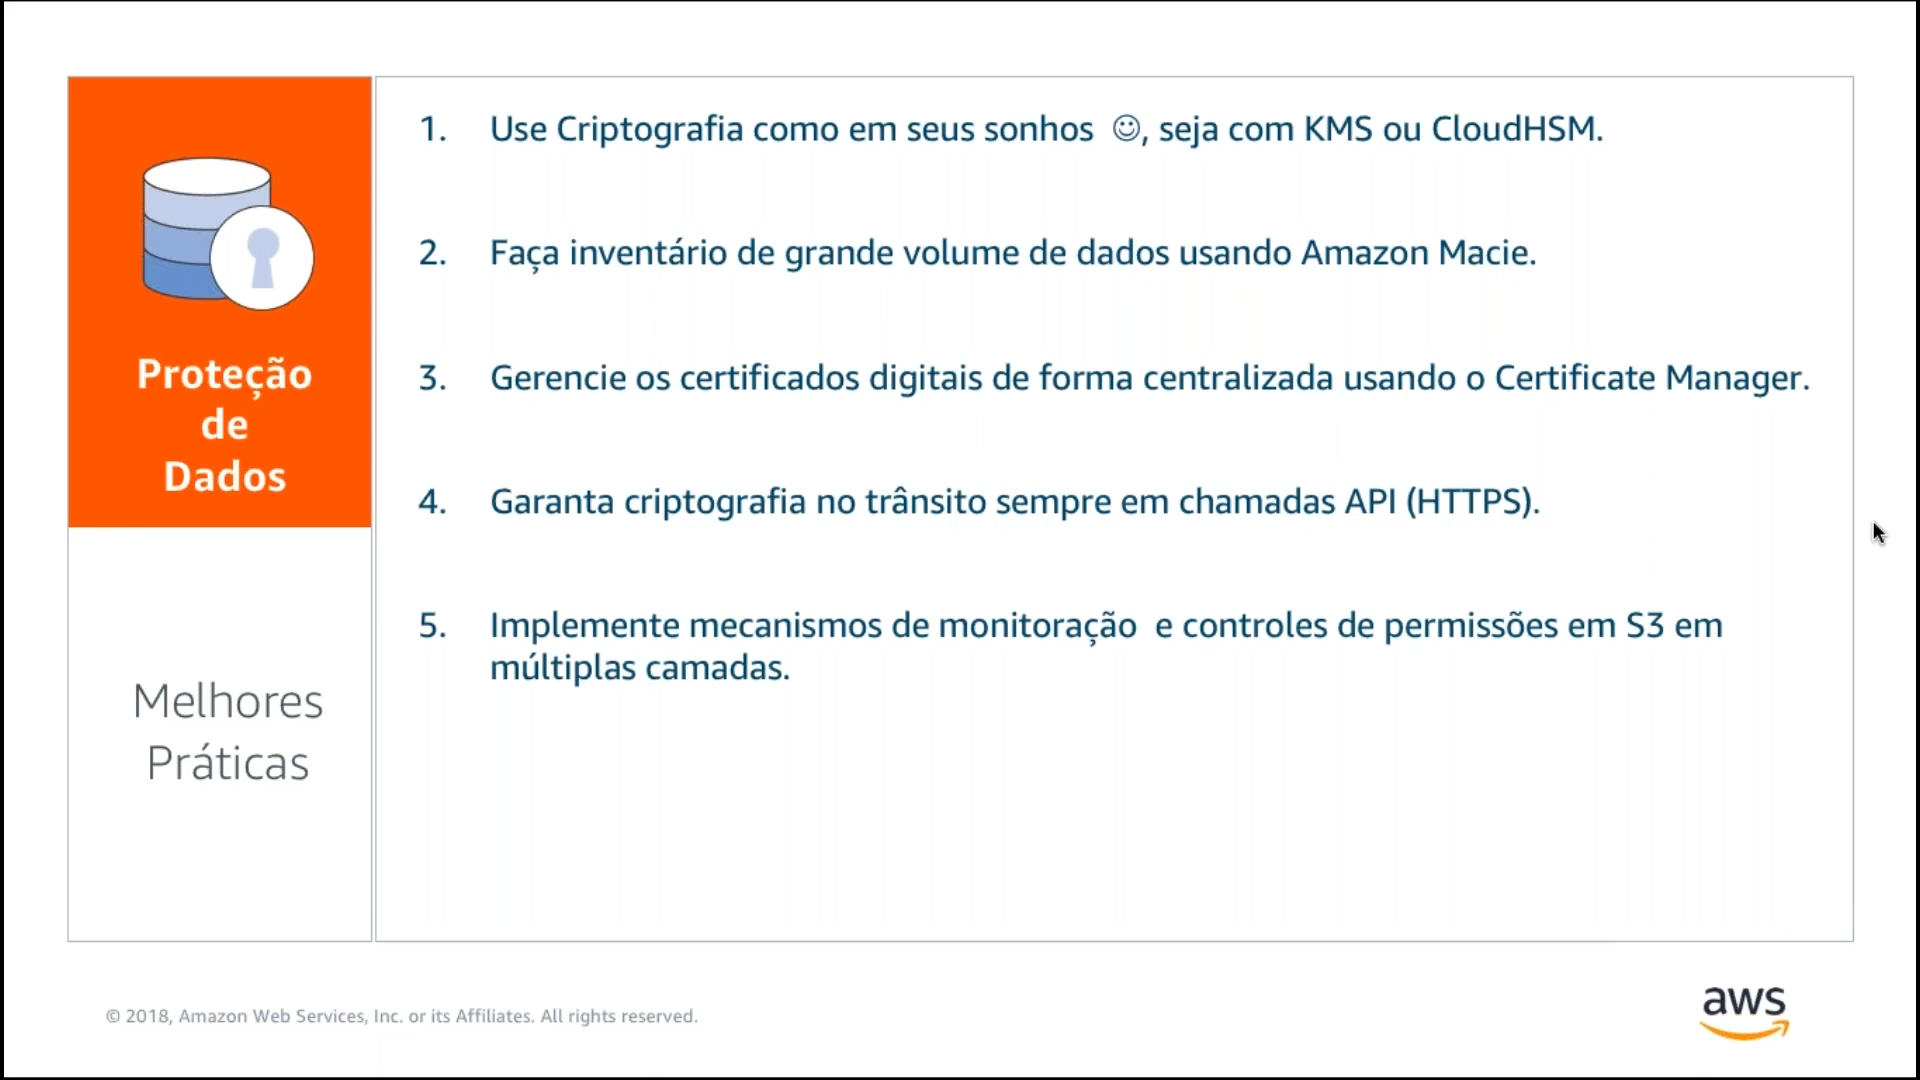 Proteção
de
Dados
Melhores
Práticas
1. Use Criptografia como em seus sonhos ☺, seja com KMS ou CloudHSM.
2. Faça inventário de grande volume de dados usando Amazon Macie.
3. Gerencie os certificados digitais de forma centralizada usando o Certificate Manager.
4. Garanta criptografia no trânsito sempre em chamadas API (HTTPS).
5. Implemente mecanismos de monitoração e controles de permissões em S3 em
múltiplas camadas.
© 2018, Amazon Web Services, Inc. or its Affiliates. All rights reserved.
aws